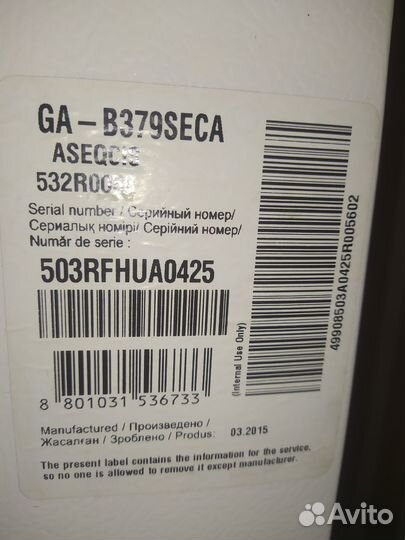 GA-B379SECA
ASEQCIS
Serial number / Серийный номер/
Сериалық номірі / Серійний номер/
Număr de serie :
503RFHUA0425
8 801031 536733
Manufactured / Произведено /
Жасалған / Зроблено / Produs: 03.2015
The present label contains the information for the service,
so no one is allowed to remove it except manufacturer.
(Internal Use Only)
49908503A0425R005602
Avito